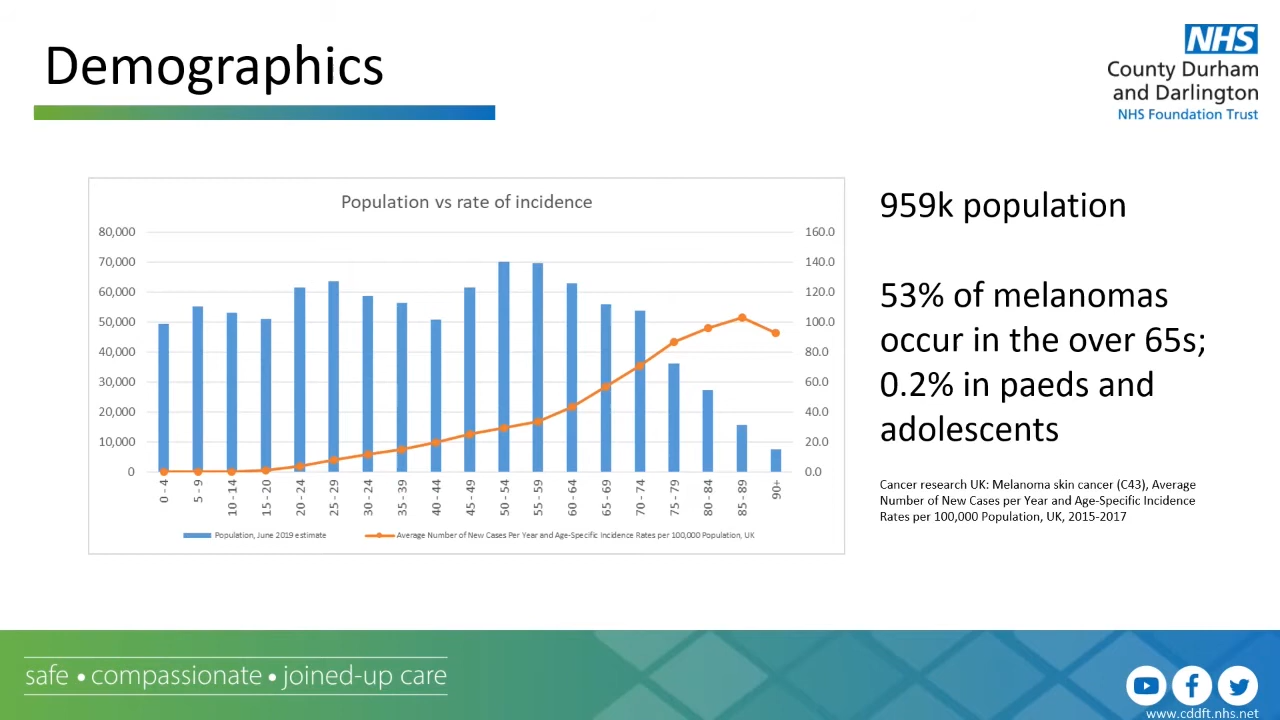 Demographics
NHS
County Durham
and Darlington
NHS Foundation Trust
Population vs rate of incidence
80,000
70,000
60,000
50,000
40,000
30,000
20,000
10,000
0
160.0
140.0
120.0
100.0
80.0
60.0
40.0
20.0
0.0
0 - 4
5 - 9
10 - 14
15 - 20
20 - 24
25 - 29
30 - 24
35 - 39
40 - 44
45 - 49
50 - 54
55 - 59
60 - 64
65 - 69
70 - 74
75 - 79
80 - 84
85 - 89
90+
Population, June 2019 estimate
Average Number of New Cases Per Year and Age-Specific Incidence Rates per 100,000 Population, UK
959k population
53% of melanomas
occur in the over 65s;
0.2% in paeds and
adolescents
Cancer research UK: Melanoma skin cancer (C43), Average
Number of New Cases per Year and Age-Specific Incidence
Rates per 100,000 Population, UK, 2015-2017
safe • compassionate • joined-up care
www.cddft.nhs.net